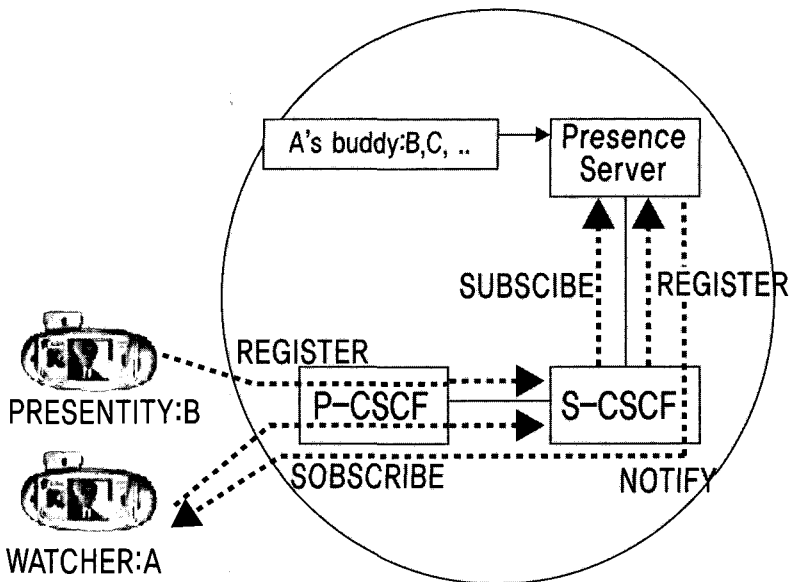 A's buddy:B,C, ..
Presence
Server
SUBSCIBE
REGISTER
REGISTER
P-CSCF
S-CSCF
PRESENTITY:B
SOBSCRIBE
NOTIFY
WATCHER:A